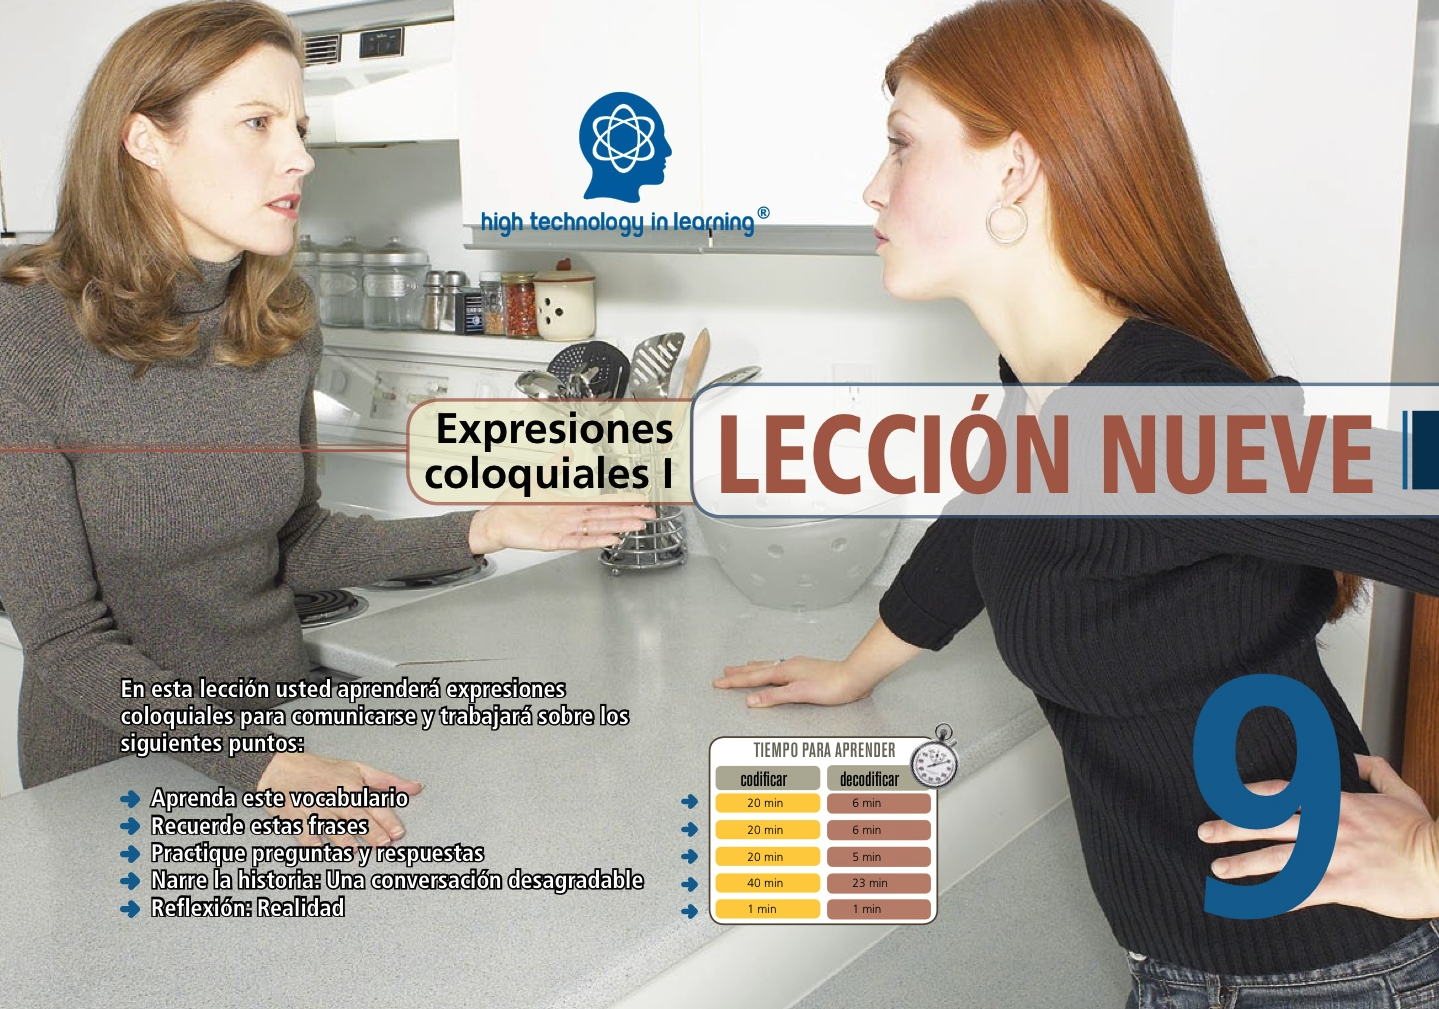 high technology in learning®
Expresiones
coloquiales I
LECCIÓN NUEVE
En esta lección usted aprenderá expresiones
coloquiales para comunicarse y trabajará sobre los
siguientes puntos:
Aprenda este vocabulario
Recuerde estas frases
Practique preguntas y respuestas
Narre la historia: Una conversación desagradable
Reflexión: Realidad
TIEMPO PARA APRENDER
codificar decodificar
20 min 6 min
20 min 6 min
20 min 5 min
40 min 23 min
1 min 1 min
9